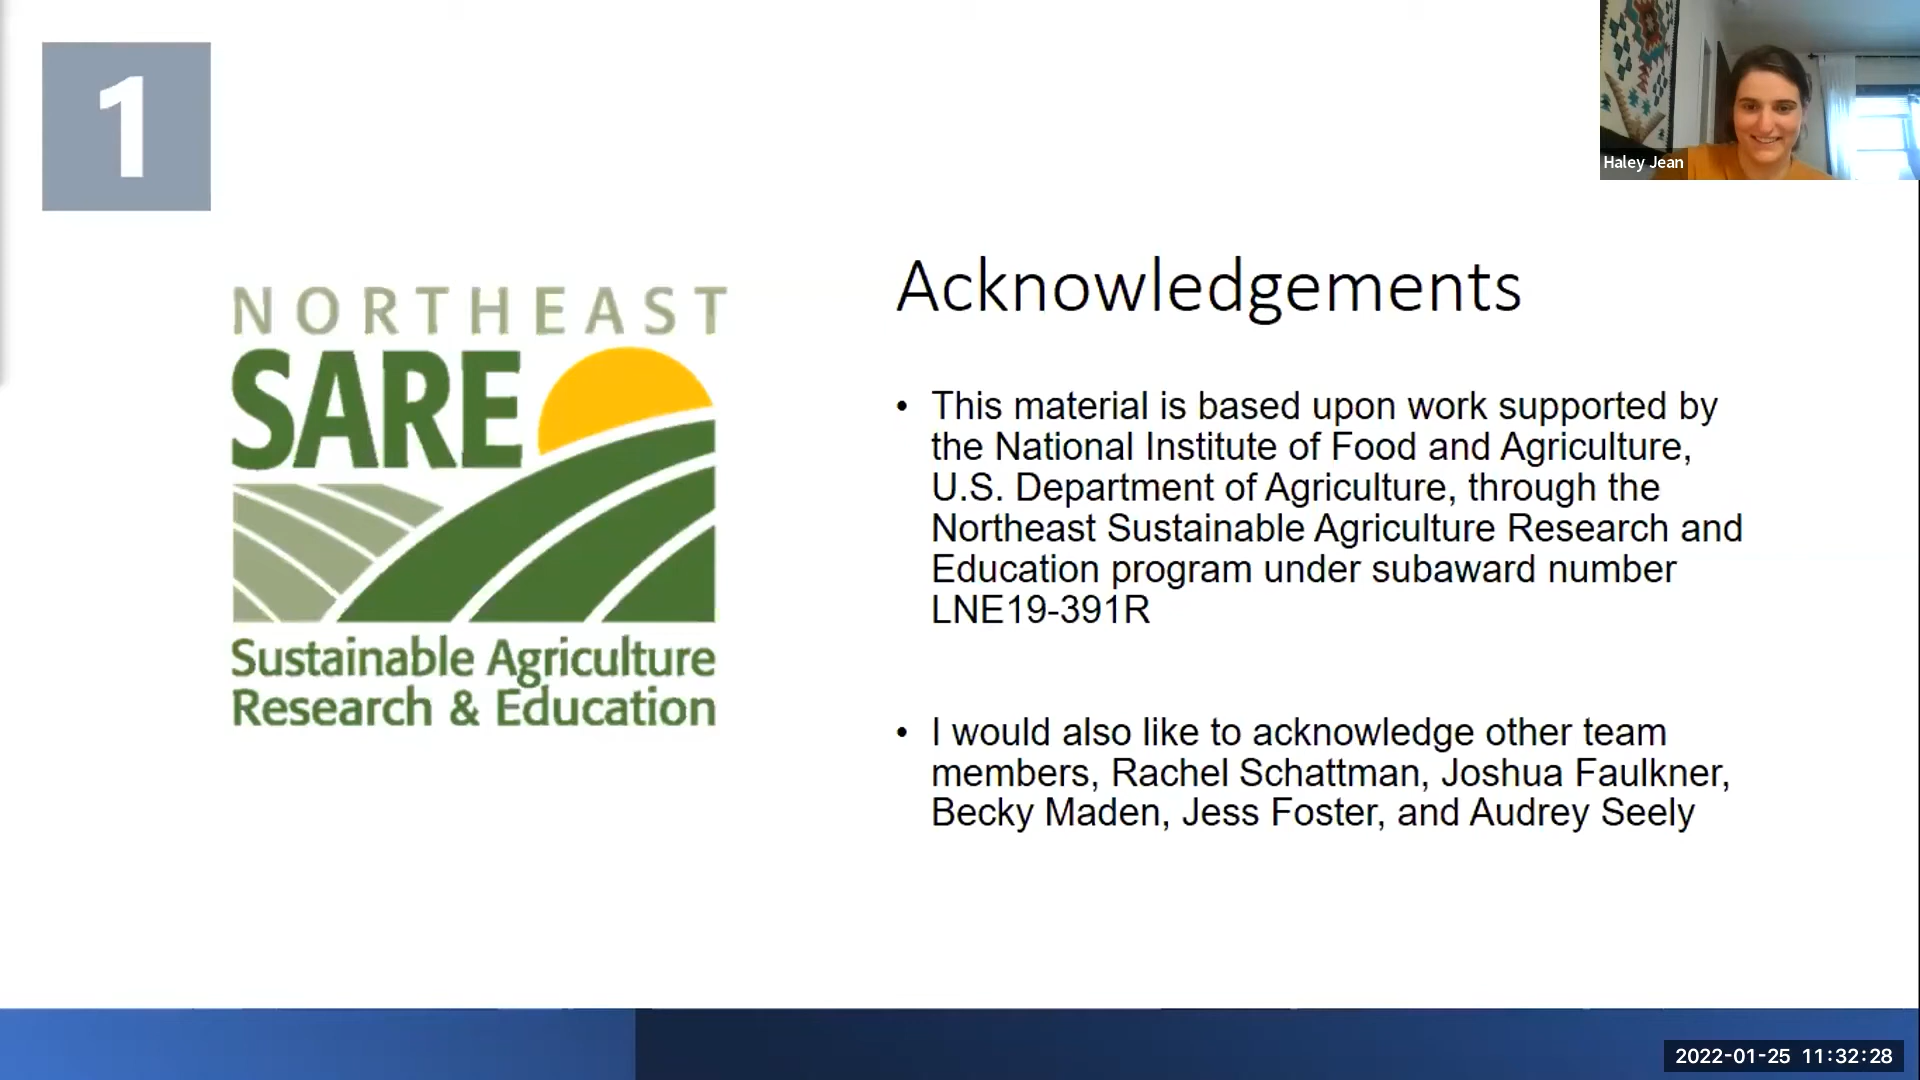 1
Haley Jean
NORTHEAST
SARE
Sustainable Agriculture
Research & Education
Acknowledgements
• This material is based upon work supported by
the National Institute of Food and Agriculture,
U.S. Department of Agriculture, through the
Northeast Sustainable Agriculture Research and
Education program under subaward number
LNE19-391R
• I would also like to acknowledge other team
members, Rachel Schattman, Joshua Faulkner,
Becky Maden, Jess Foster, and Audrey Seely
2022-01-25 11:32:28